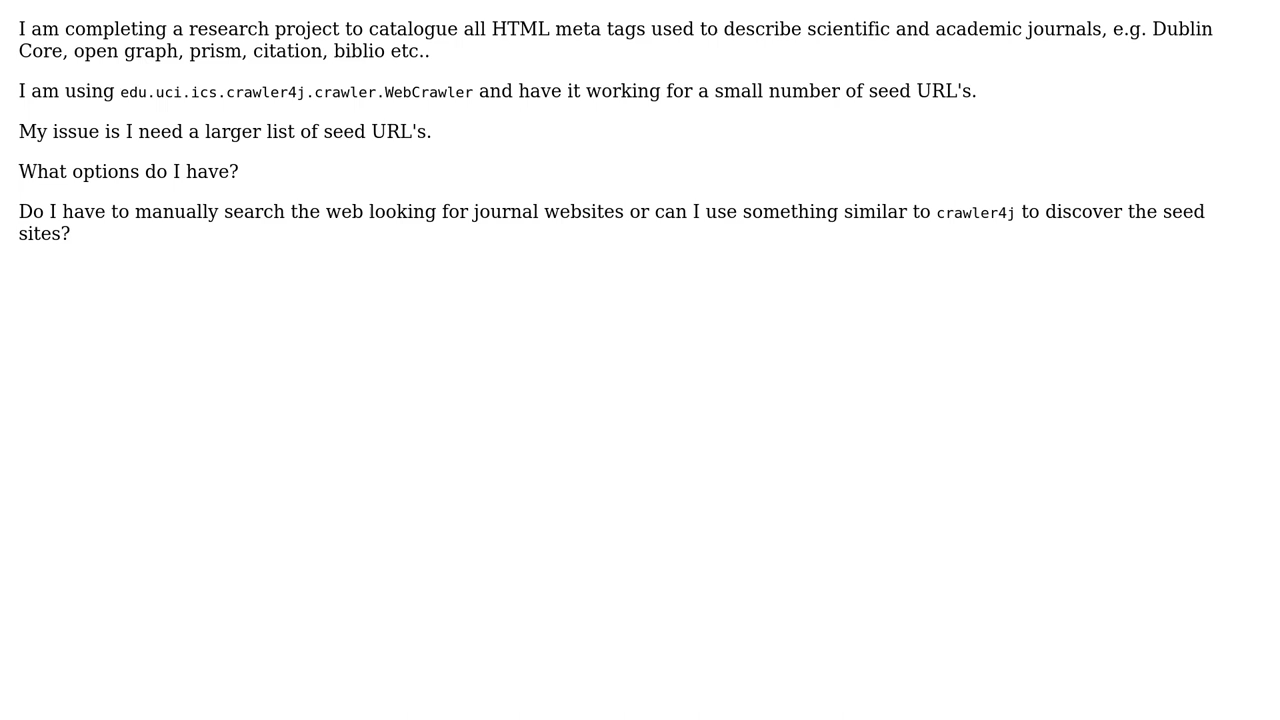 I am completing a research project to catalogue all HTML meta tags used to describe scientific and academic journals, e.g. Dublin
Core, open graph, prism, citation, biblio etc..
I am using edu.uci.ics.crawler4j.crawler.WebCrawler and have it working for a small number of seed URL's.
My issue is I need a larger list of seed URL's.
What options do I have?
Do I have to manually search the web looking for journal websites or can I use something similar to crawler4j to discover the seed
sites?